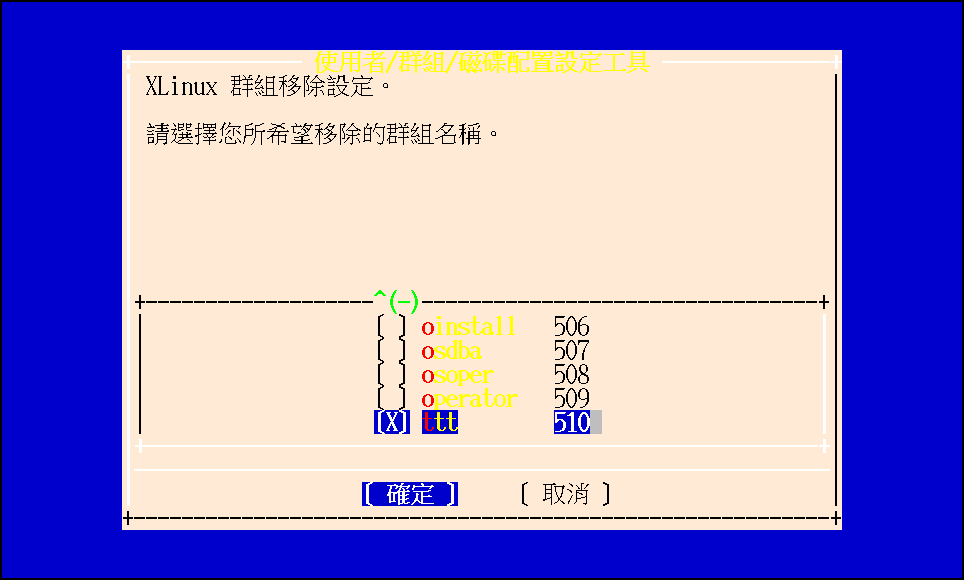 使用者/群組/磁碟配置設定工具
XLinux 群組移除設定。
請選擇您所希望移除的群組名稱。
^(-)
[ ] oinstall 506
[ ] osdba 507
[ ] osoper 508
[ ] operator 509
[X] ttt 510
[ 確定 ] [ 取消 ]